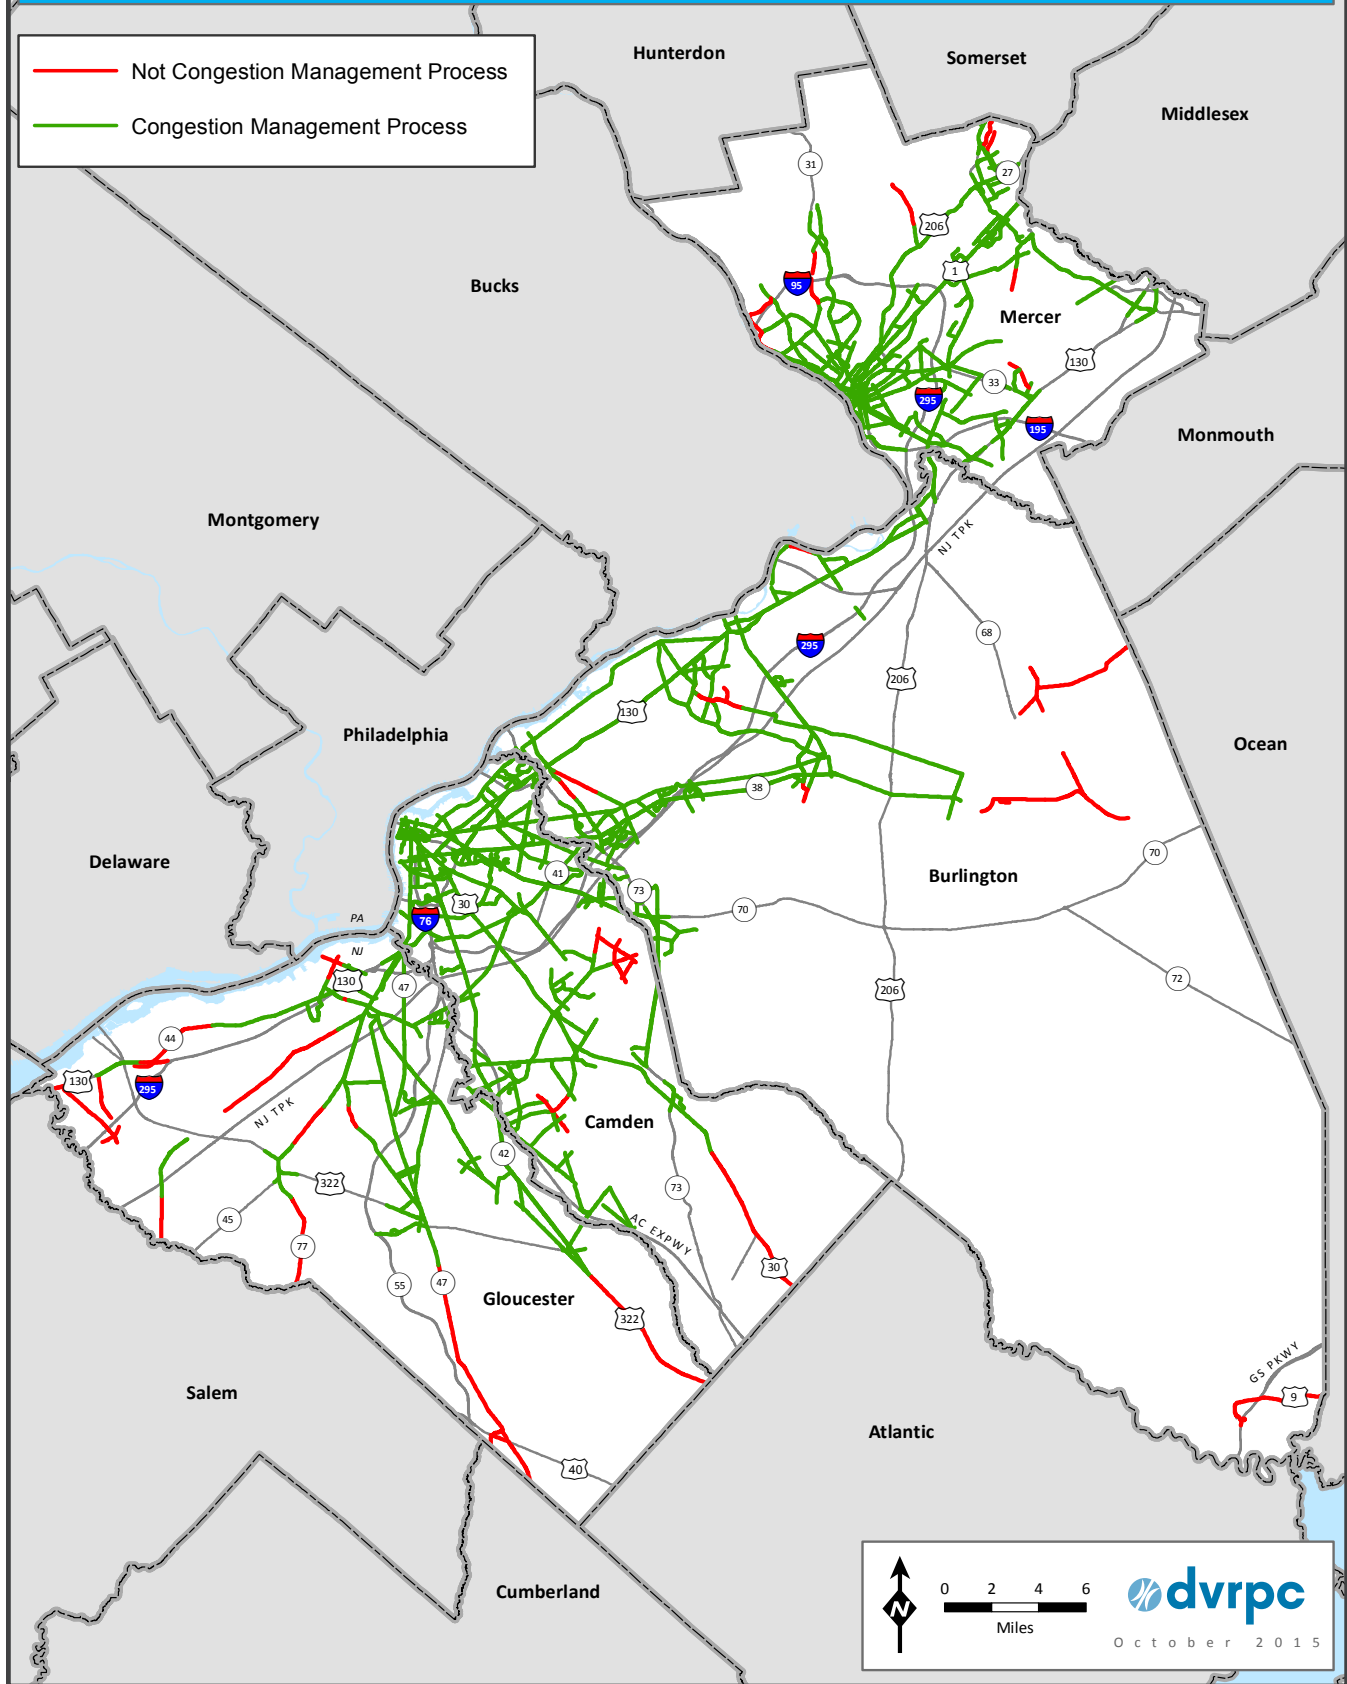 Not Congestion Management Process
Congestion Management Process
Hunterdon
Somerset
Middlesex
31
27
206
Bucks
95
1
Mercer
130
33
295
195
Monmouth
Montgomery
NJ TPK
68
295
206
130
Philadelphia
Ocean
38
Delaware
41
73
70
30
Burlington
70
PA
76
NJ
130
47
72
206
44
130
295
NJ TPK
Camden
42
322
73
45
AC EXPWY
77
30
55
47
Gloucester
322
GS PKWY
9
Salem
Atlantic
40
Cumberland
N
0 2 4 6
Miles
dvrpc
October 2015